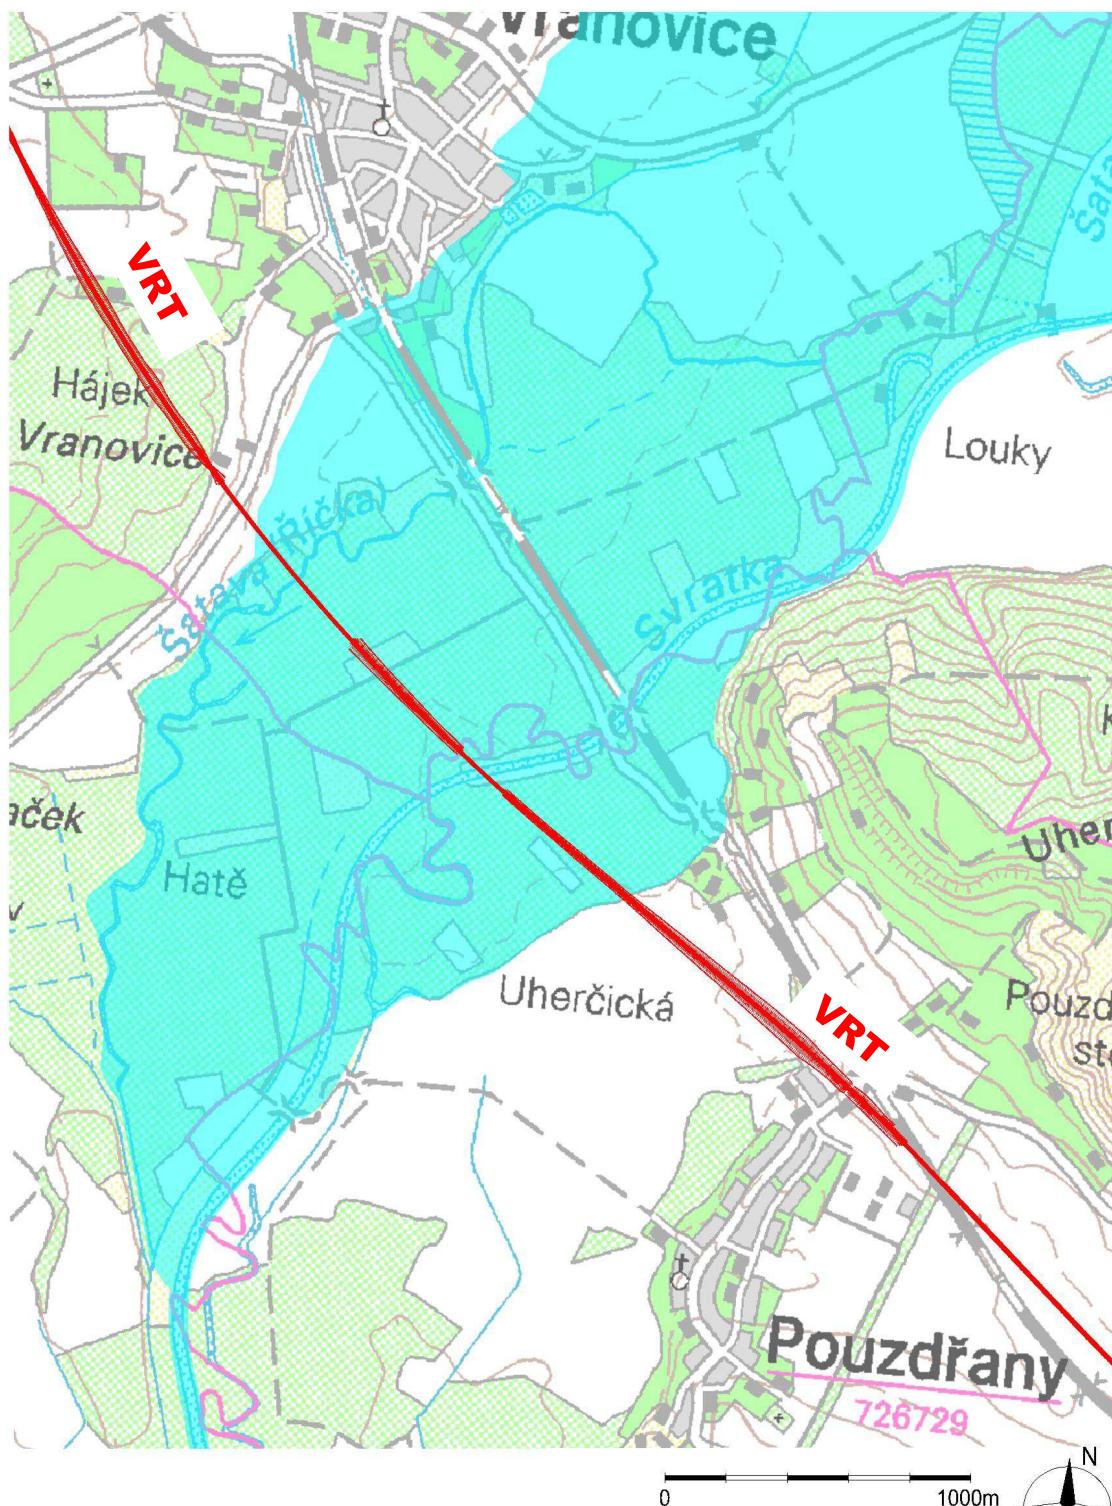 Vranovice
VRT
Hájek
Vranovice
Louky
Šatava (Říčka)
Svratka
Hatě
Uherčická
VRT
Pouzdřany
726729
N
0
1000m